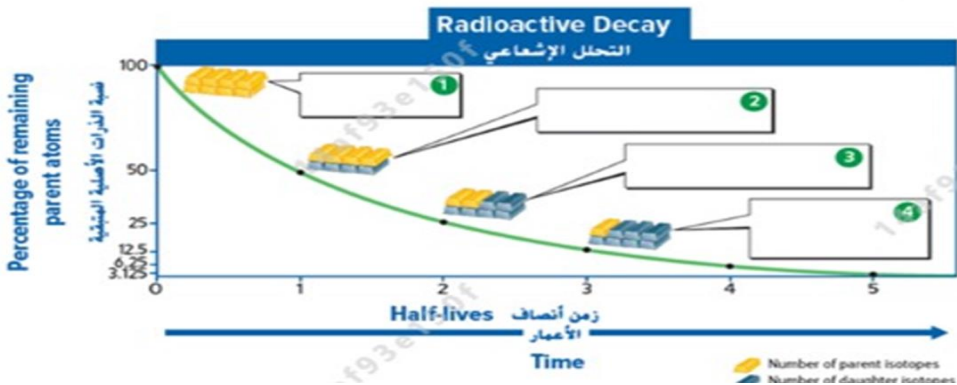 Radioactive Decay
التحلل الإشعاعي
Percentage of remaining
parent atoms
نسبة الذرات الأصلية المتبقية
100
50
25
12.5
6.25
3.125
1
2
3
4
0 1 2 3 4 5
Half-lives زمن أنصاف
الأعمار
Time
Number of parent isotopes
Number of daughter isotopes